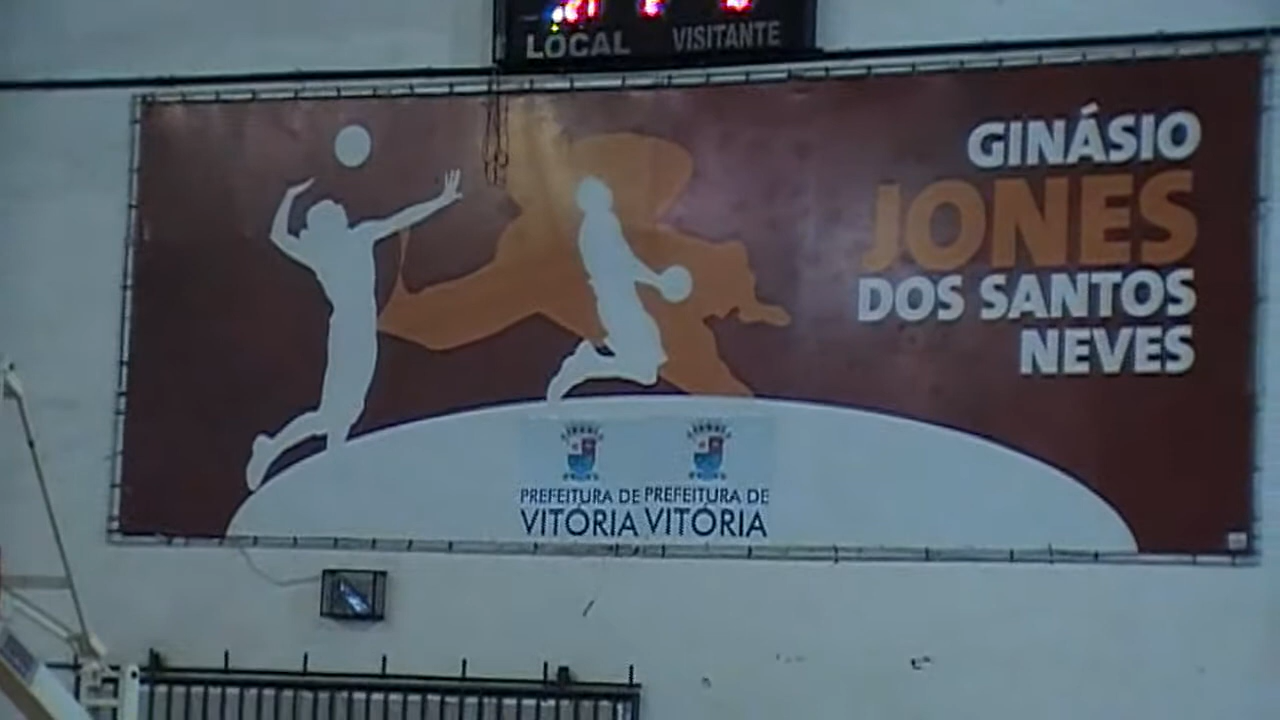 LOCAL VISITANTE
GINÁSIO
JONES
DOS SANTOS
NEVES
PREFEITURA DE PREFEITURA DE
VITÓRIA VITÓRIA